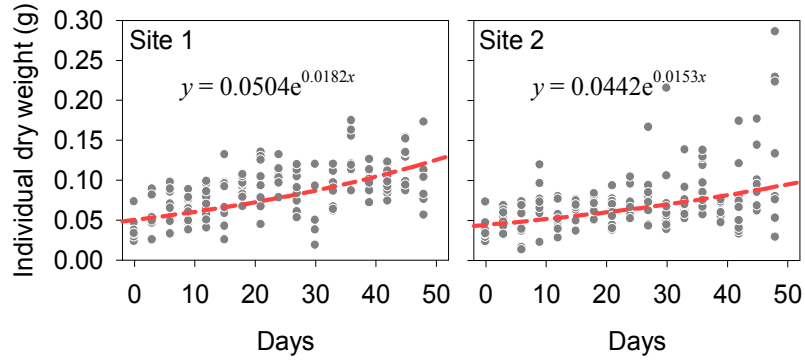 Individual dry weight (g)
0.30
0.25
0.20
0.15
0.10
0.05
0.00
Site 1
y = 0.0504e^0.0182x
0 10 20 30 40 50
Days
Site 2
y = 0.0442e^0.0153x
0 10 20 30 40 50
Days